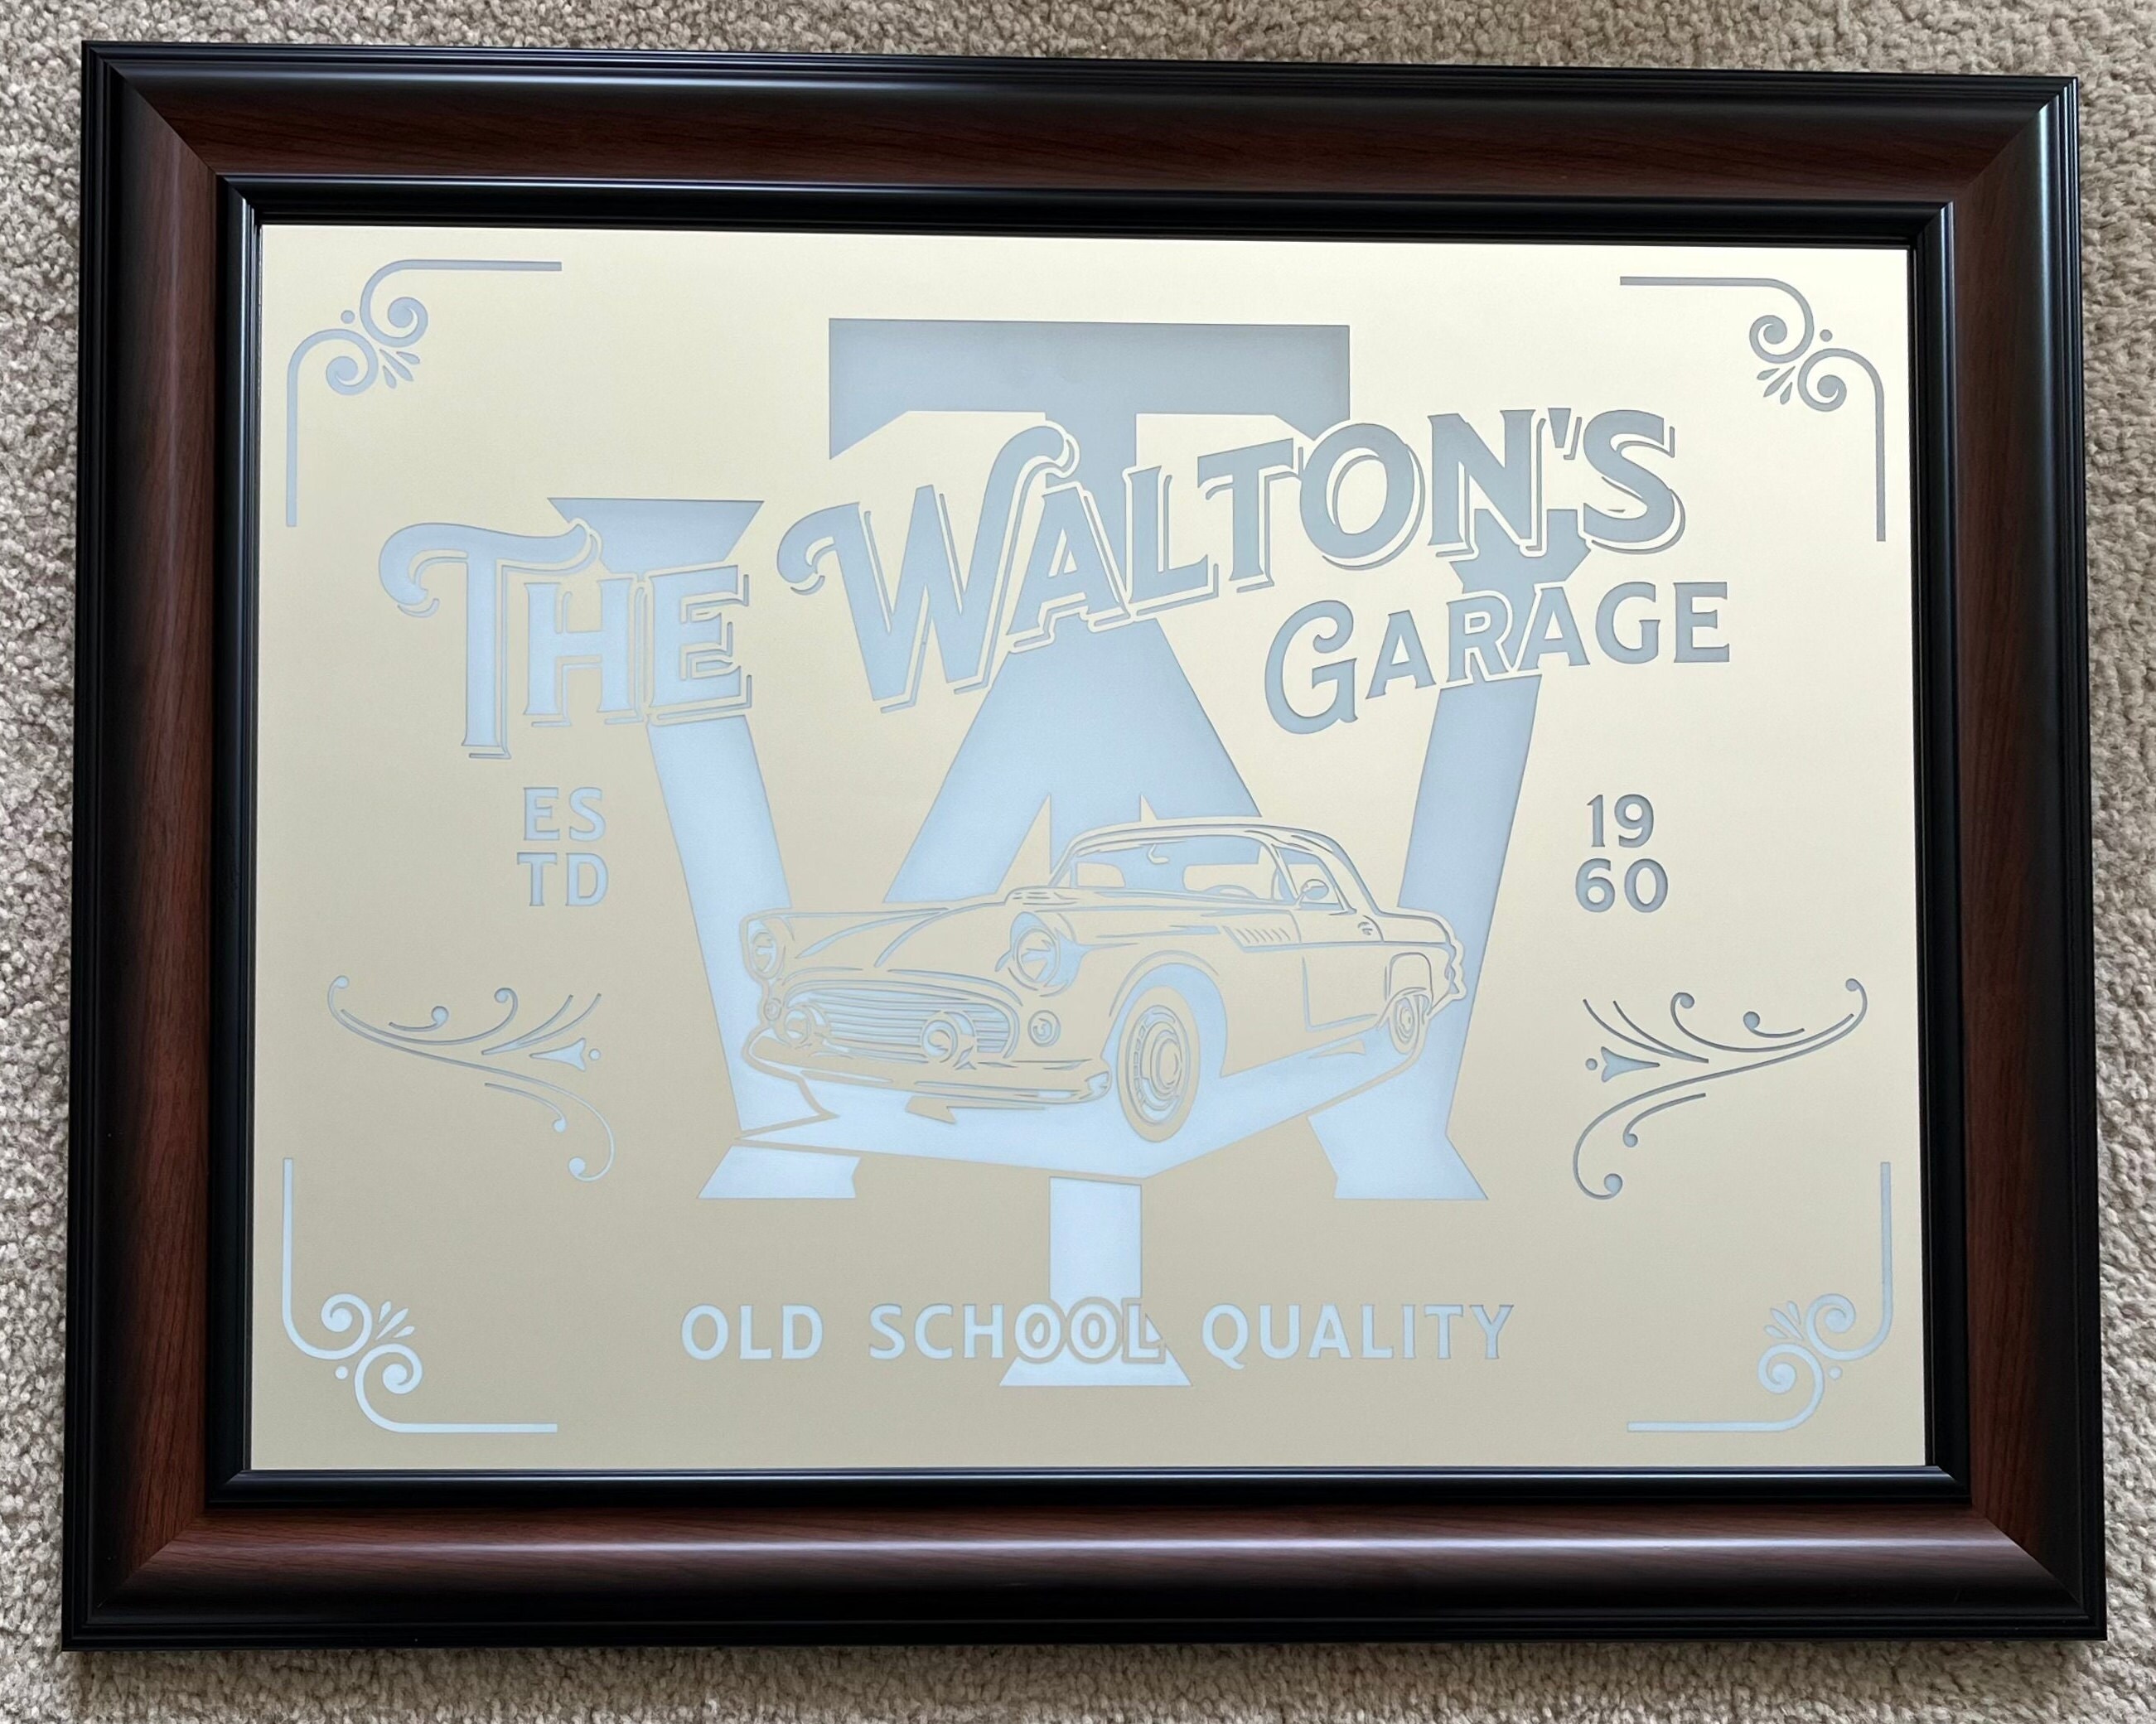 THE WALTON'S
GARAGE
ES
TD
19
60
OLD SCHOOL QUALITY